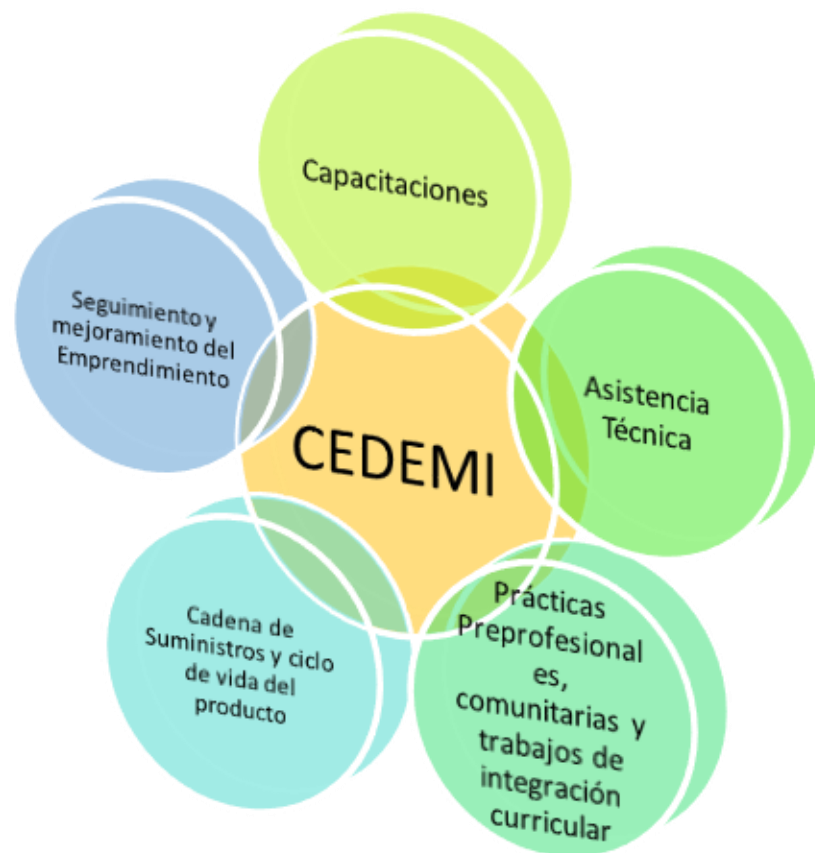 Capacitaciones
Seguimiento y
mejoramiento del
Emprendimiento
Asistencia
Técnica
CEDEMI
Cadena de
Suministros y ciclo
de vida del
producto
Prácticas
Preprofesional
es,
comunitarias y
trabajos de
integración
curricular